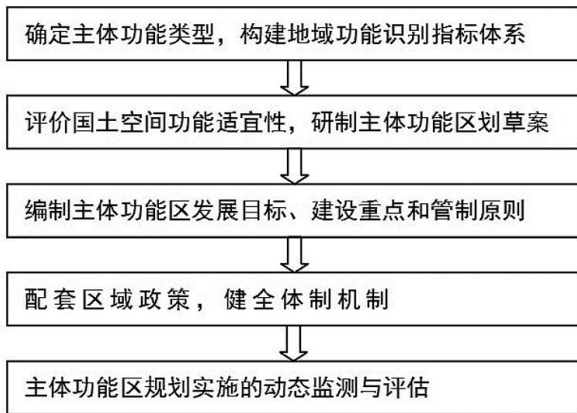 确定主体功能类型，构建地域功能识别指标体系
评价国土空间功能适宜性，研制主体功能区划草案
编制主体功能区发展目标、建设重点和管制原则
配套区域政策，健全体制机制
主体功能区规划实施的动态监测与评估